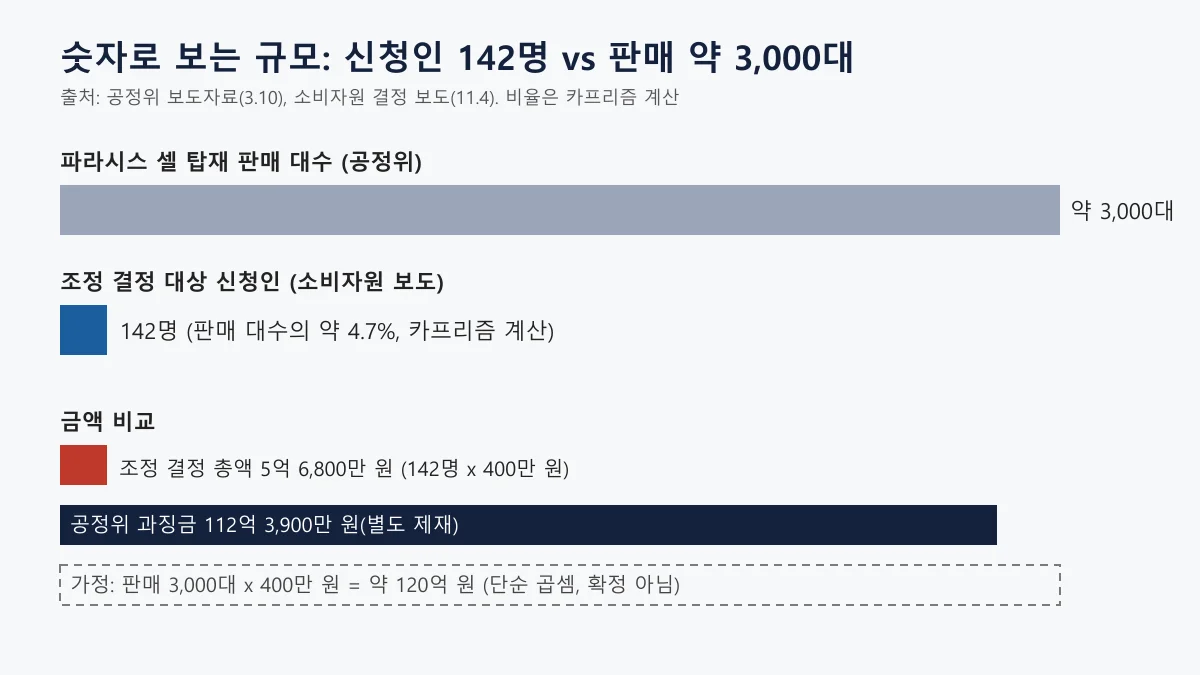 숫자로 보는 규모: 신청인 142명 vs 판매 약 3,000대
출처: 공정위 보도자료(3.10), 소비자원 결정 보도(11.4). 비율은 카프리즘 계산
파라시스 셀 탑재 판매 대수 (공정위)
약 3,000대
조정 결정 대상 신청인 (소비자원 보도)
142명 (판매 대수의 약 4.7%, 카프리즘 계산)
금액 비교
조정 결정 총액 5억 6,800만 원 (142명 x 400만 원)
공정위 과징금 112억 3,900만 원(별도 제재)
가정: 판매 3,000대 x 400만 원 = 약 120억 원 (단순 곱셈, 확정 아님)